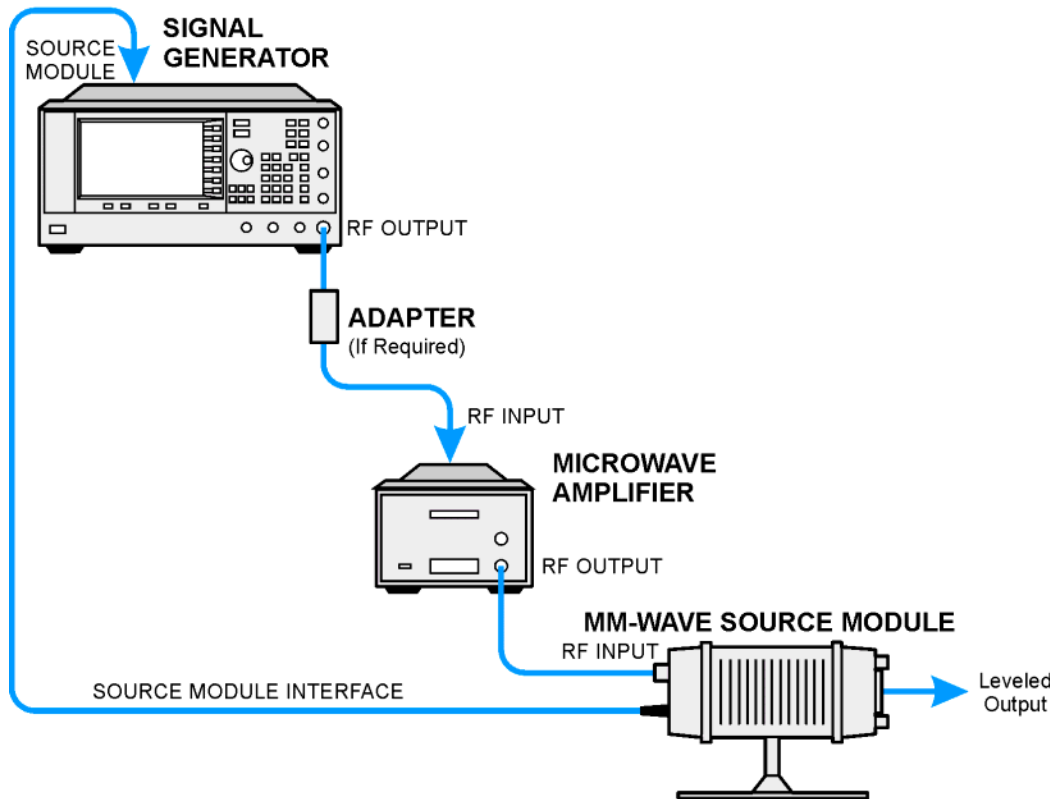 SIGNAL
GENERATOR
SOURCE
MODULE
RF OUTPUT
ADAPTER
(If Required)
RF INPUT
MICROWAVE
AMPLIFIER
RF OUTPUT
MM-WAVE SOURCE MODULE
RF INPUT
SOURCE MODULE INTERFACE
Leveled
Output